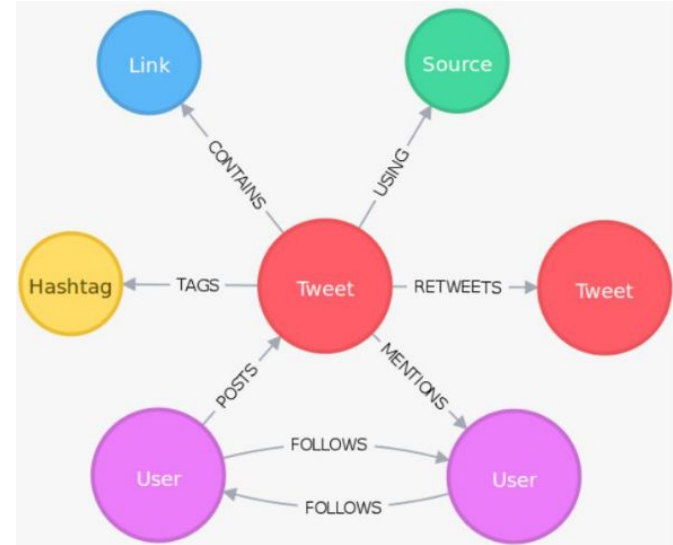 Link
Source
CONTAINS
USING
Hashtag
TAGS
Tweet
RETWEETS
Tweet
POSTS
MENTIONS
User
FOLLOWS
User
FOLLOWS